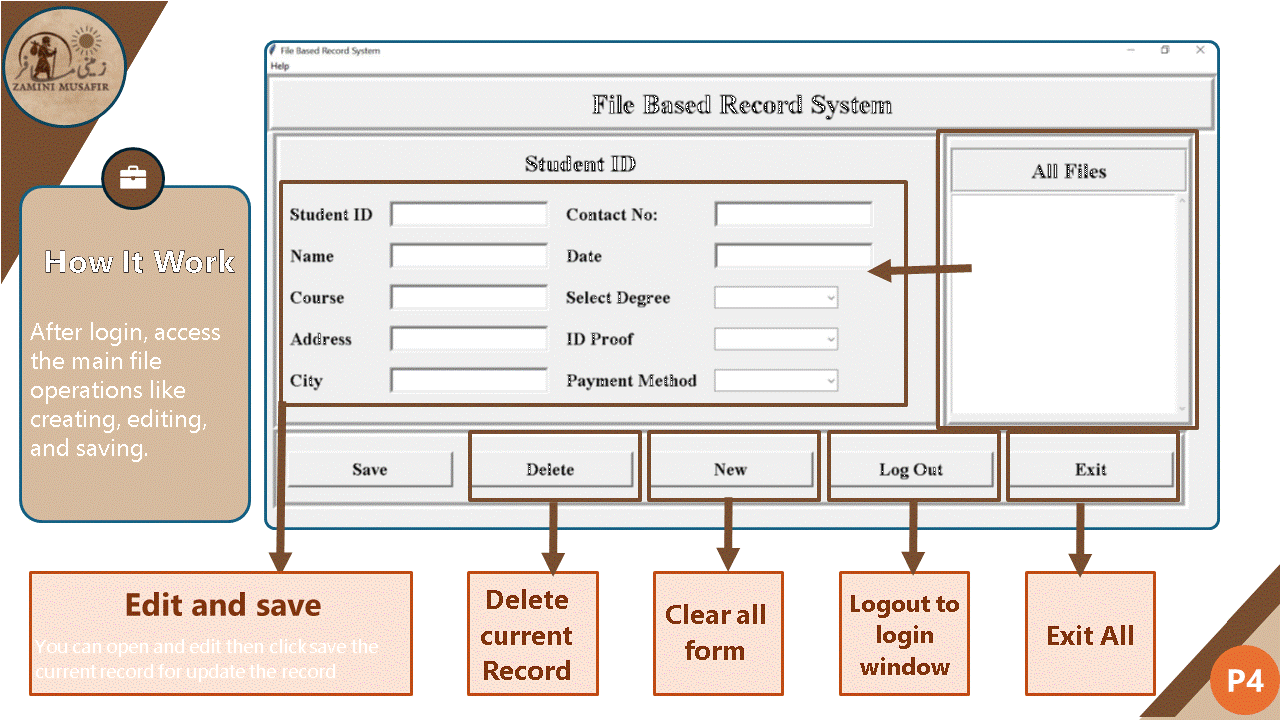 زمینی مسافر
ZAMINI MUSAFIR
File Based Record System
Help
File Based Record System
Student ID
All Files
Student ID
Contact No:
Name
Date
Course
Select Degree
Address
ID Proof
City
Payment Method
Save
Delete
New
Log Out
Exit
How It Work
After login, access
the main file
operations like
creating, editing,
and saving.
Edit and save
You can open and edit then click save the
current record for update the record
Delete
current
Record
Clear all
form
Logout to
login
window
Exit All
P4